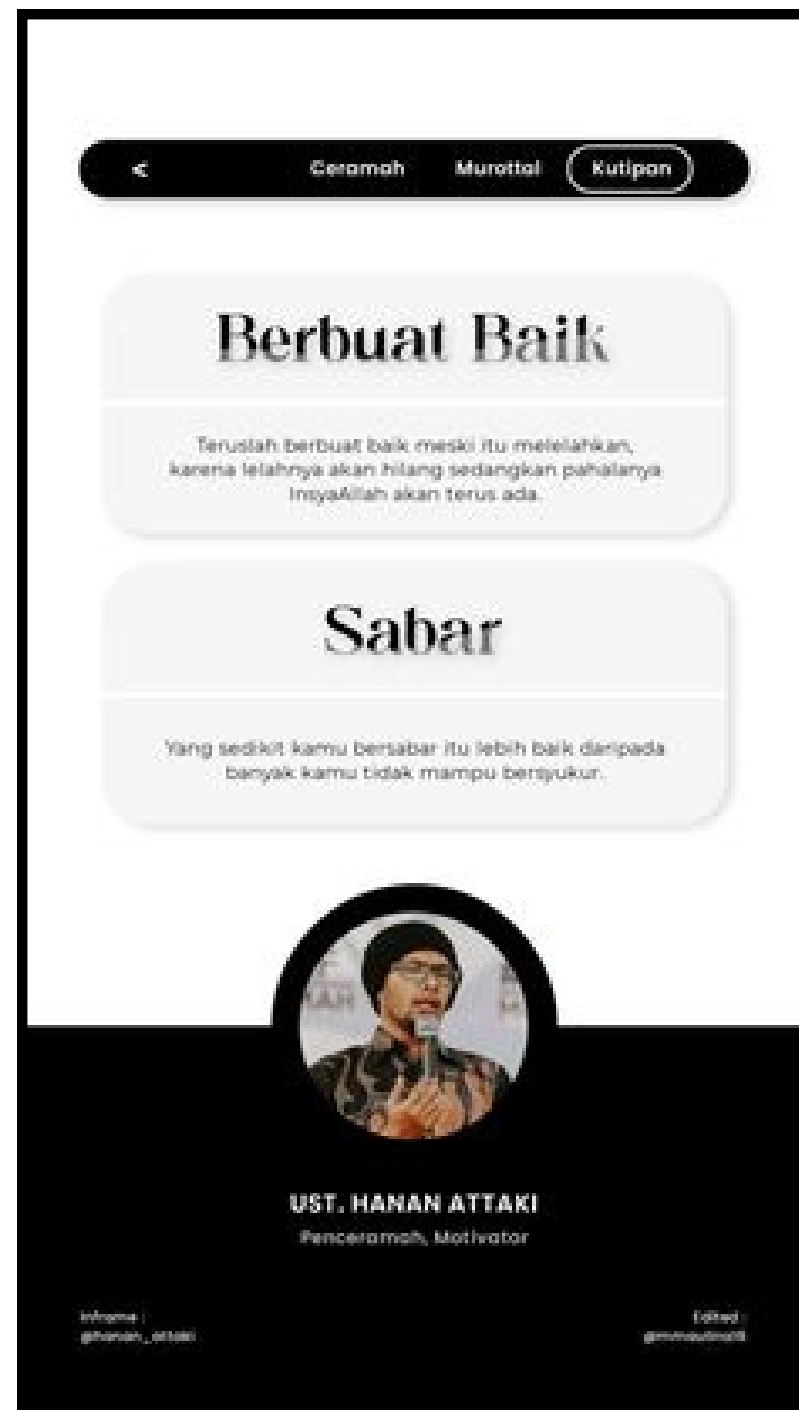 <
Ceramah Murottal Kutipan
Berbuat Baik
Teruslah berbuat baik meski itu melelahkan,
karena lelahnya akan hilang sedangkan pahalanya
InsyaAllah akan terus ada.
Sabar
Yang sedikit kamu bersabar itu lebih baik daripada
banyak kamu tidak mampu bersyukur.
UST. HANAN ATTAKI
Penceramah, Motivator
Inframe :
@hanan_attaki
Edited :